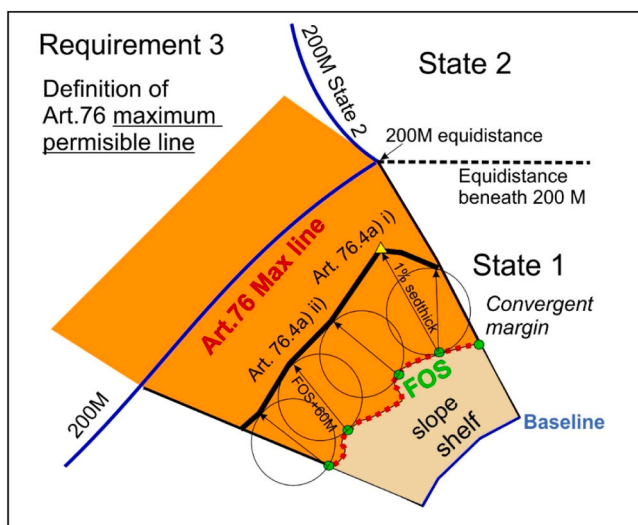 Requirement 3
Definition of
Art.76 maximum
permisible line
200M State 2
State 2
200M equidistance
Equidistance
beneath 200 M
Art.76 Max line
Art. 76.4a) i)
1% sedthick
State 1
Convergent
margin
Art. 76.4a) ii)
FOS+60M
FOS
200M
slope
shelf
Baseline